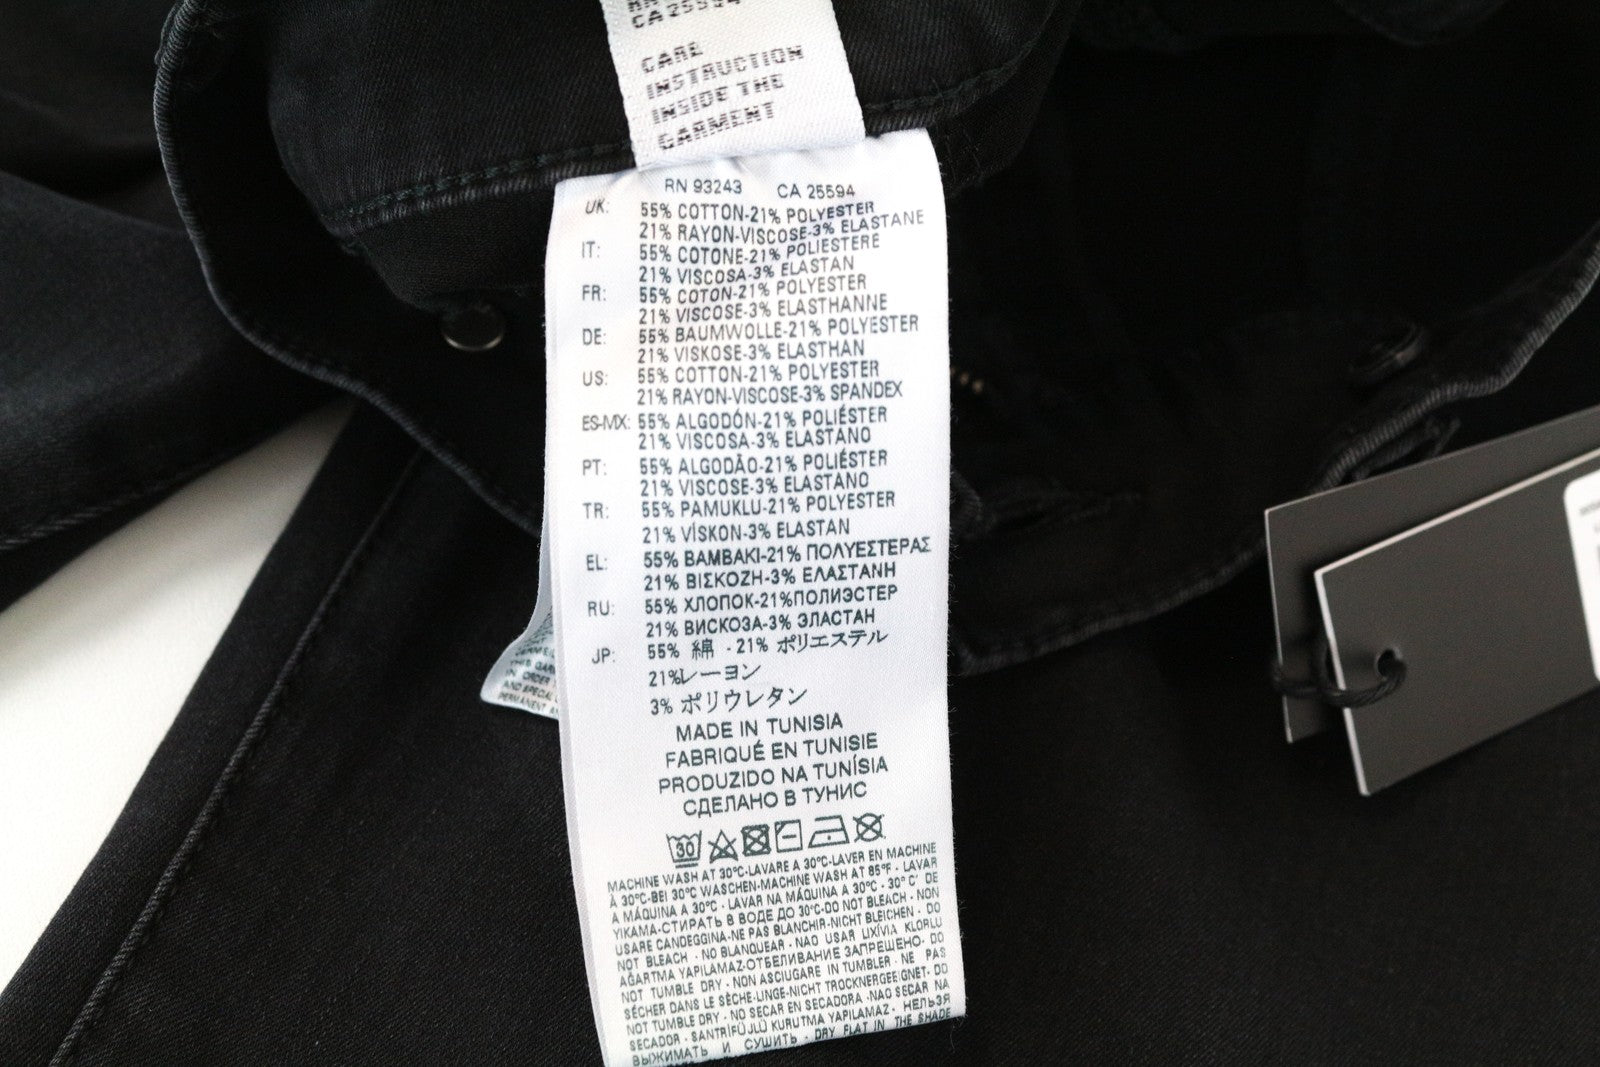 CA 25594
CARE
INSTRUCTION
INSIDE THE
GARMENT
RN 93243 CA 25594
UK: 55% COTTON-21% POLYESTER
21% RAYON-VISCOSE-3% ELASTANE
IT: 55% COTONE-21% POLIESTERE
21% VISCOSA-3% ELASTAN
FR: 55% COTON-21% POLYESTER
21% VISCOSE-3% ELASTHANNE
DE: 55% BAUMWOLLE-21% POLYESTER
21% VISKOSE-3% ELASTHAN
US: 55% COTTON-21% POLYESTER
21% RAYON-VISCOSE-3% SPANDEX
ES-MX: 55% ALGODÓN-21% POLIÉSTER
21% VISCOSA-3% ELASTANO
PT: 55% ALGODÃO-21% POLIÉSTER
21% VISCOSE-3% ELASTANO
TR: 55% PAMUKLU-21% POLYESTER
21% VÍSKON-3% ELASTAN
EL: 55% ΒΑΜΒΑΚΙ-21% ΠΟΛΥΕΣΤΕΡΑΣ
21% ΒΙΣΚΟΖΗ-3% ΕΛΑΣΤΑΝΗ
RU: 55% ХЛОПОК-21%ПОЛИЭСТЕР
21% ВИСКОЗА-3% ЭЛАСТАН
JP: 55% 綿 - 21% ポリエステル
21%レーヨン
3% ポリウレタン
MADE IN TUNISIA
FABRIQUÉ EN TUNISIE
PRODUZIDO NA TUNÍSIA
СДЕЛАНО В ТУНИС
30
MACHINE WASH AT 30°C-LAVARE A 30°C-LAVER EN MACHINE
À 30°C-BEI 30°C WASCHEN-MACHINE WASH AT 85°F - LAVAR
A MÁQUINA A 30°C - LAVAR NA MÁQUINA A 30°C - 30°C' DE
YIKAMA-СТИРАТЬ В ВОДЕ ДО 30°C-DO NOT BLEACH - NON
USARE CANDEGGINA-NE PAS BLANCHIR-NICHT BLEICHEN - DO
NOT BLEACH - NO BLANQUEAR - NAO USAR LIXÍVIA KLORLU
AĞARTMA YAPILAMAZ-ОТБЕЛИВАНИЕ ЗАПРЕЩЕНО- DO
NOT TUMBLE DRY - NON ASCIUGARE IN TUMBLER - NE PAS
SÉCHER DANS LE SÈCHE-LINGE-NICHT TROCKNERGEEIGNET- DO
NOT TUMBLE DRY - NO SECAR EN SECADORA -NAO SECAR NA
SECADOR - SANTRİFÜJLÜ KURUTMA YAPILAMAZ - НЕЛЬЗЯ
ВЫЖИМАТЬ И СУШИТЬ - DRY FLAT IN THE SHADE
THIS GAR
IN ORDER
AND SPECIAL
PERMANENT